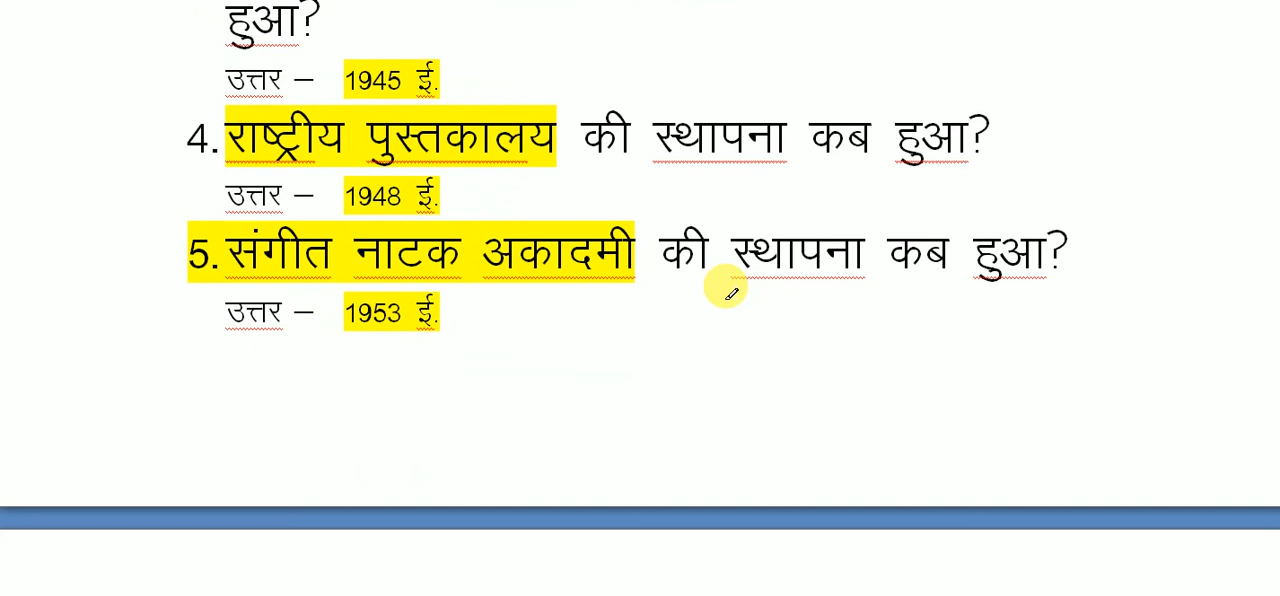 हुआ?
उत्तर – 1945 ई.
4. राष्ट्रीय पुस्तकालय की स्थापना कब हुआ?
उत्तर – 1948 ई.
5. संगीत नाटक अकादमी की स्थापना कब हुआ?
उत्तर – 1953 ई.